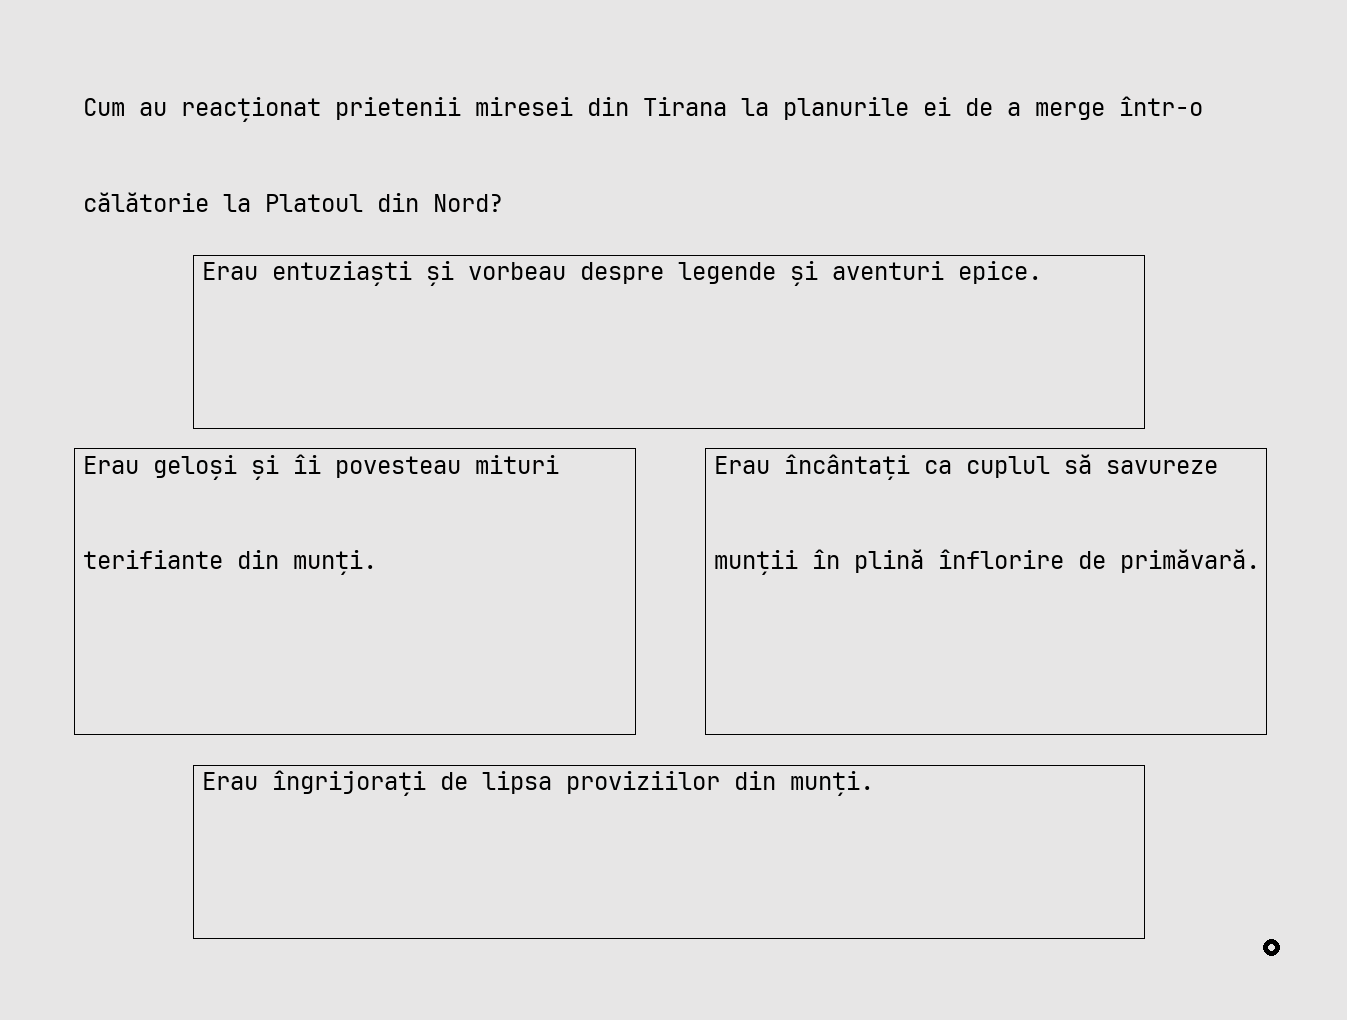 Cum au reacționat prietenii miresei din Tirana la planurile ei de a merge într-o
călătorie la Platoul din Nord?
Erau entuziaști și vorbeau despre legende și aventuri epice.
Erau geloși și îi povesteau mituri
terifiante din munți.
Erau încântați ca cuplul să savureze
munții în plină înflorire de primăvară.
Erau îngrijorați de lipsa proviziilor din munți.